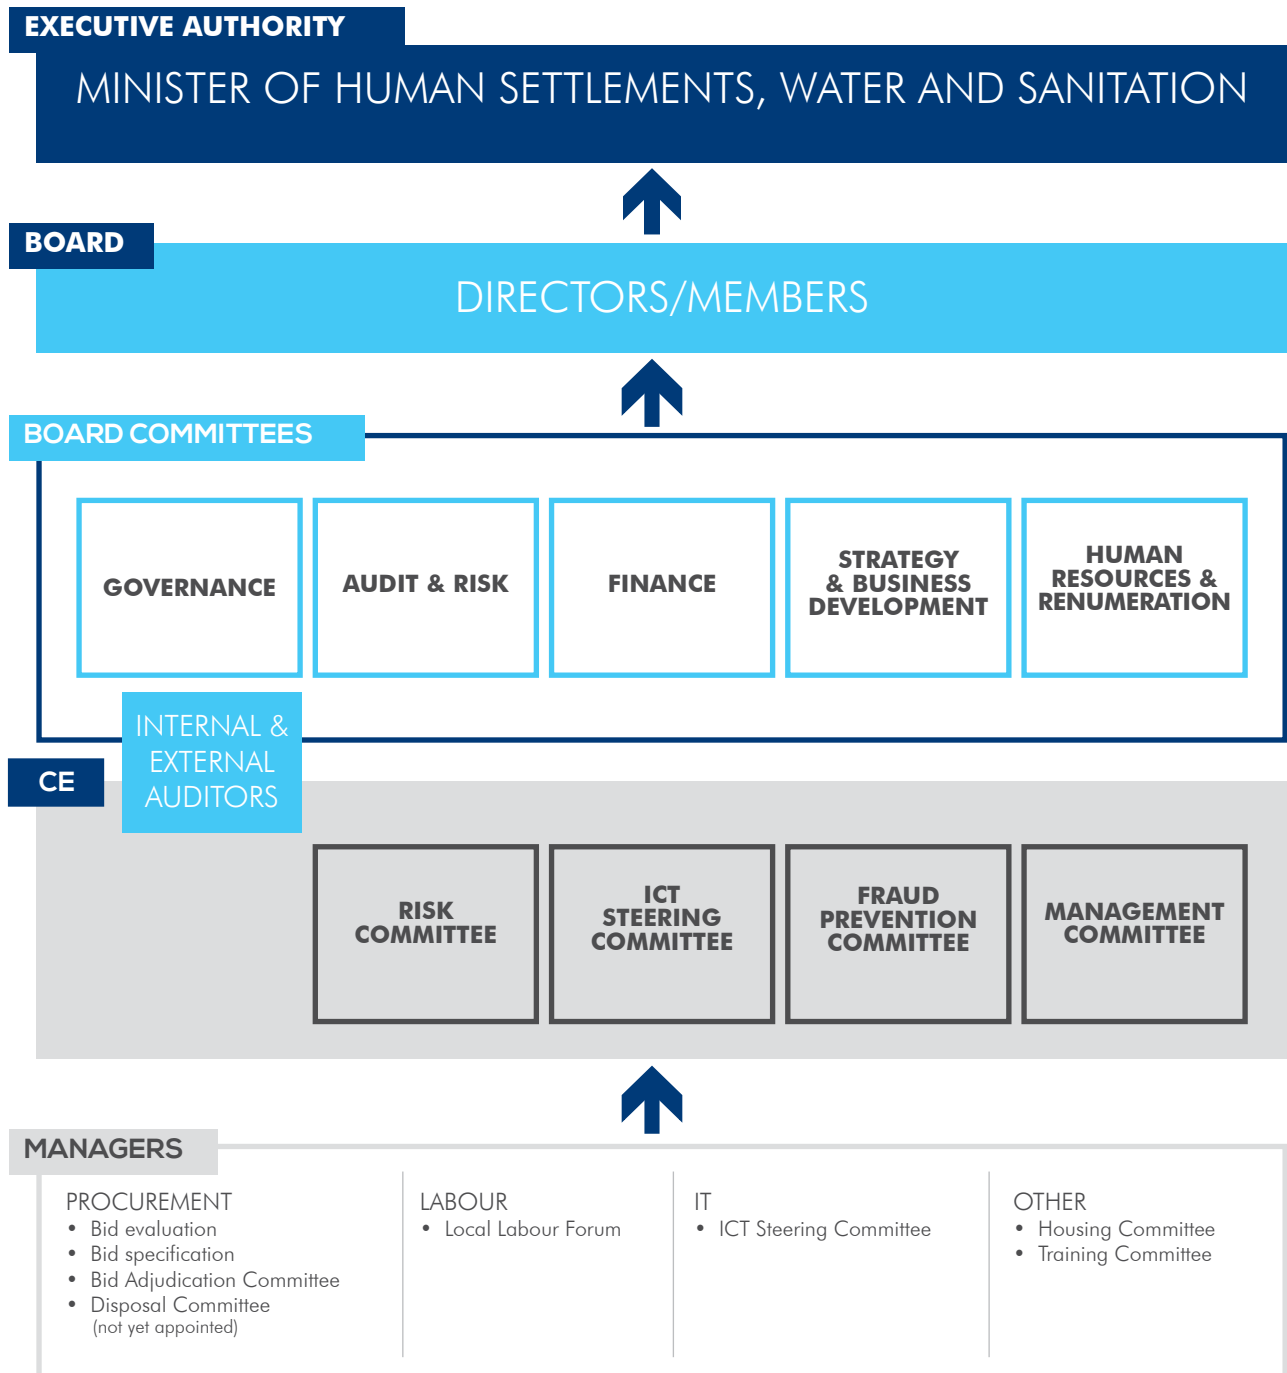 EXECUTIVE AUTHORITY
MINISTER OF HUMAN SETTLEMENTS, WATER AND SANITATION
BOARD
DIRECTORS/MEMBERS
BOARD COMMITTEES
GOVERNANCE
AUDIT & RISK
FINANCE
STRATEGY
& BUSINESS
DEVELOPMENT
HUMAN
RESOURCES &
RENUMERATION
INTERNAL &
EXTERNAL
AUDITORS
CE
RISK
COMMITTEE
ICT
STEERING
COMMITTEE
FRAUD
PREVENTION
COMMITTEE
MANAGEMENT
COMMITTEE
MANAGERS
PROCUREMENT
• Bid evaluation
• Bid specification
• Bid Adjudication Committee
• Disposal Committee
(not yet appointed)
LABOUR
• Local Labour Forum
IT
• ICT Steering Committee
OTHER
• Housing Committee
• Training Committee